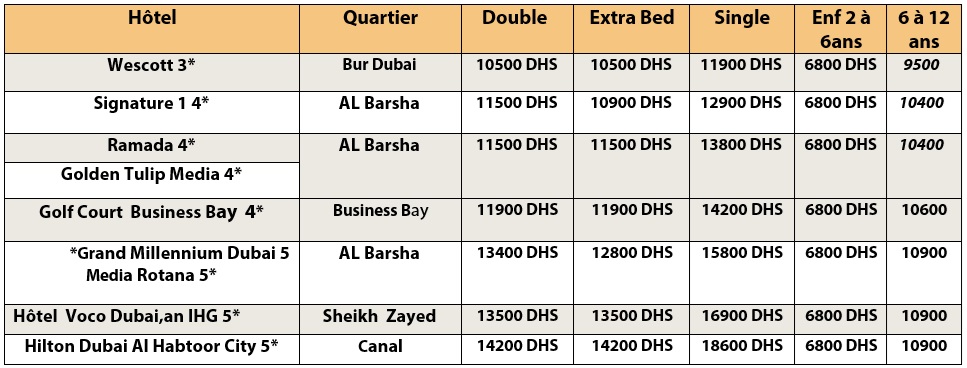 Hôtel Quartier Double Extra Bed Single Enf 2 à 6ans 6 à 12 ans
Wescott 3* Bur Dubai 10500 DHS 10500 DHS 11900 DHS 6800 DHS 9500
Signature 1 4* AL Barsha 11500 DHS 10900 DHS 12900 DHS 6800 DHS 10400
Ramada 4* AL Barsha 11500 DHS 11500 DHS 13800 DHS 6800 DHS 10400
Golden Tulip Media 4*
Golf Court Business Bay 4* Business Bay 11900 DHS 11900 DHS 14200 DHS 6800 DHS 10600
*Grand Millennium Dubai 5 AL Barsha 13400 DHS 12800 DHS 15800 DHS 6800 DHS 10900
Media Rotana 5*
Hôtel Voco Dubai,an IHG 5* Sheikh Zayed 13500 DHS 13500 DHS 16900 DHS 6800 DHS 10900
Hilton Dubai Al Habtoor City 5* Canal 14200 DHS 14200 DHS 18600 DHS 6800 DHS 10900